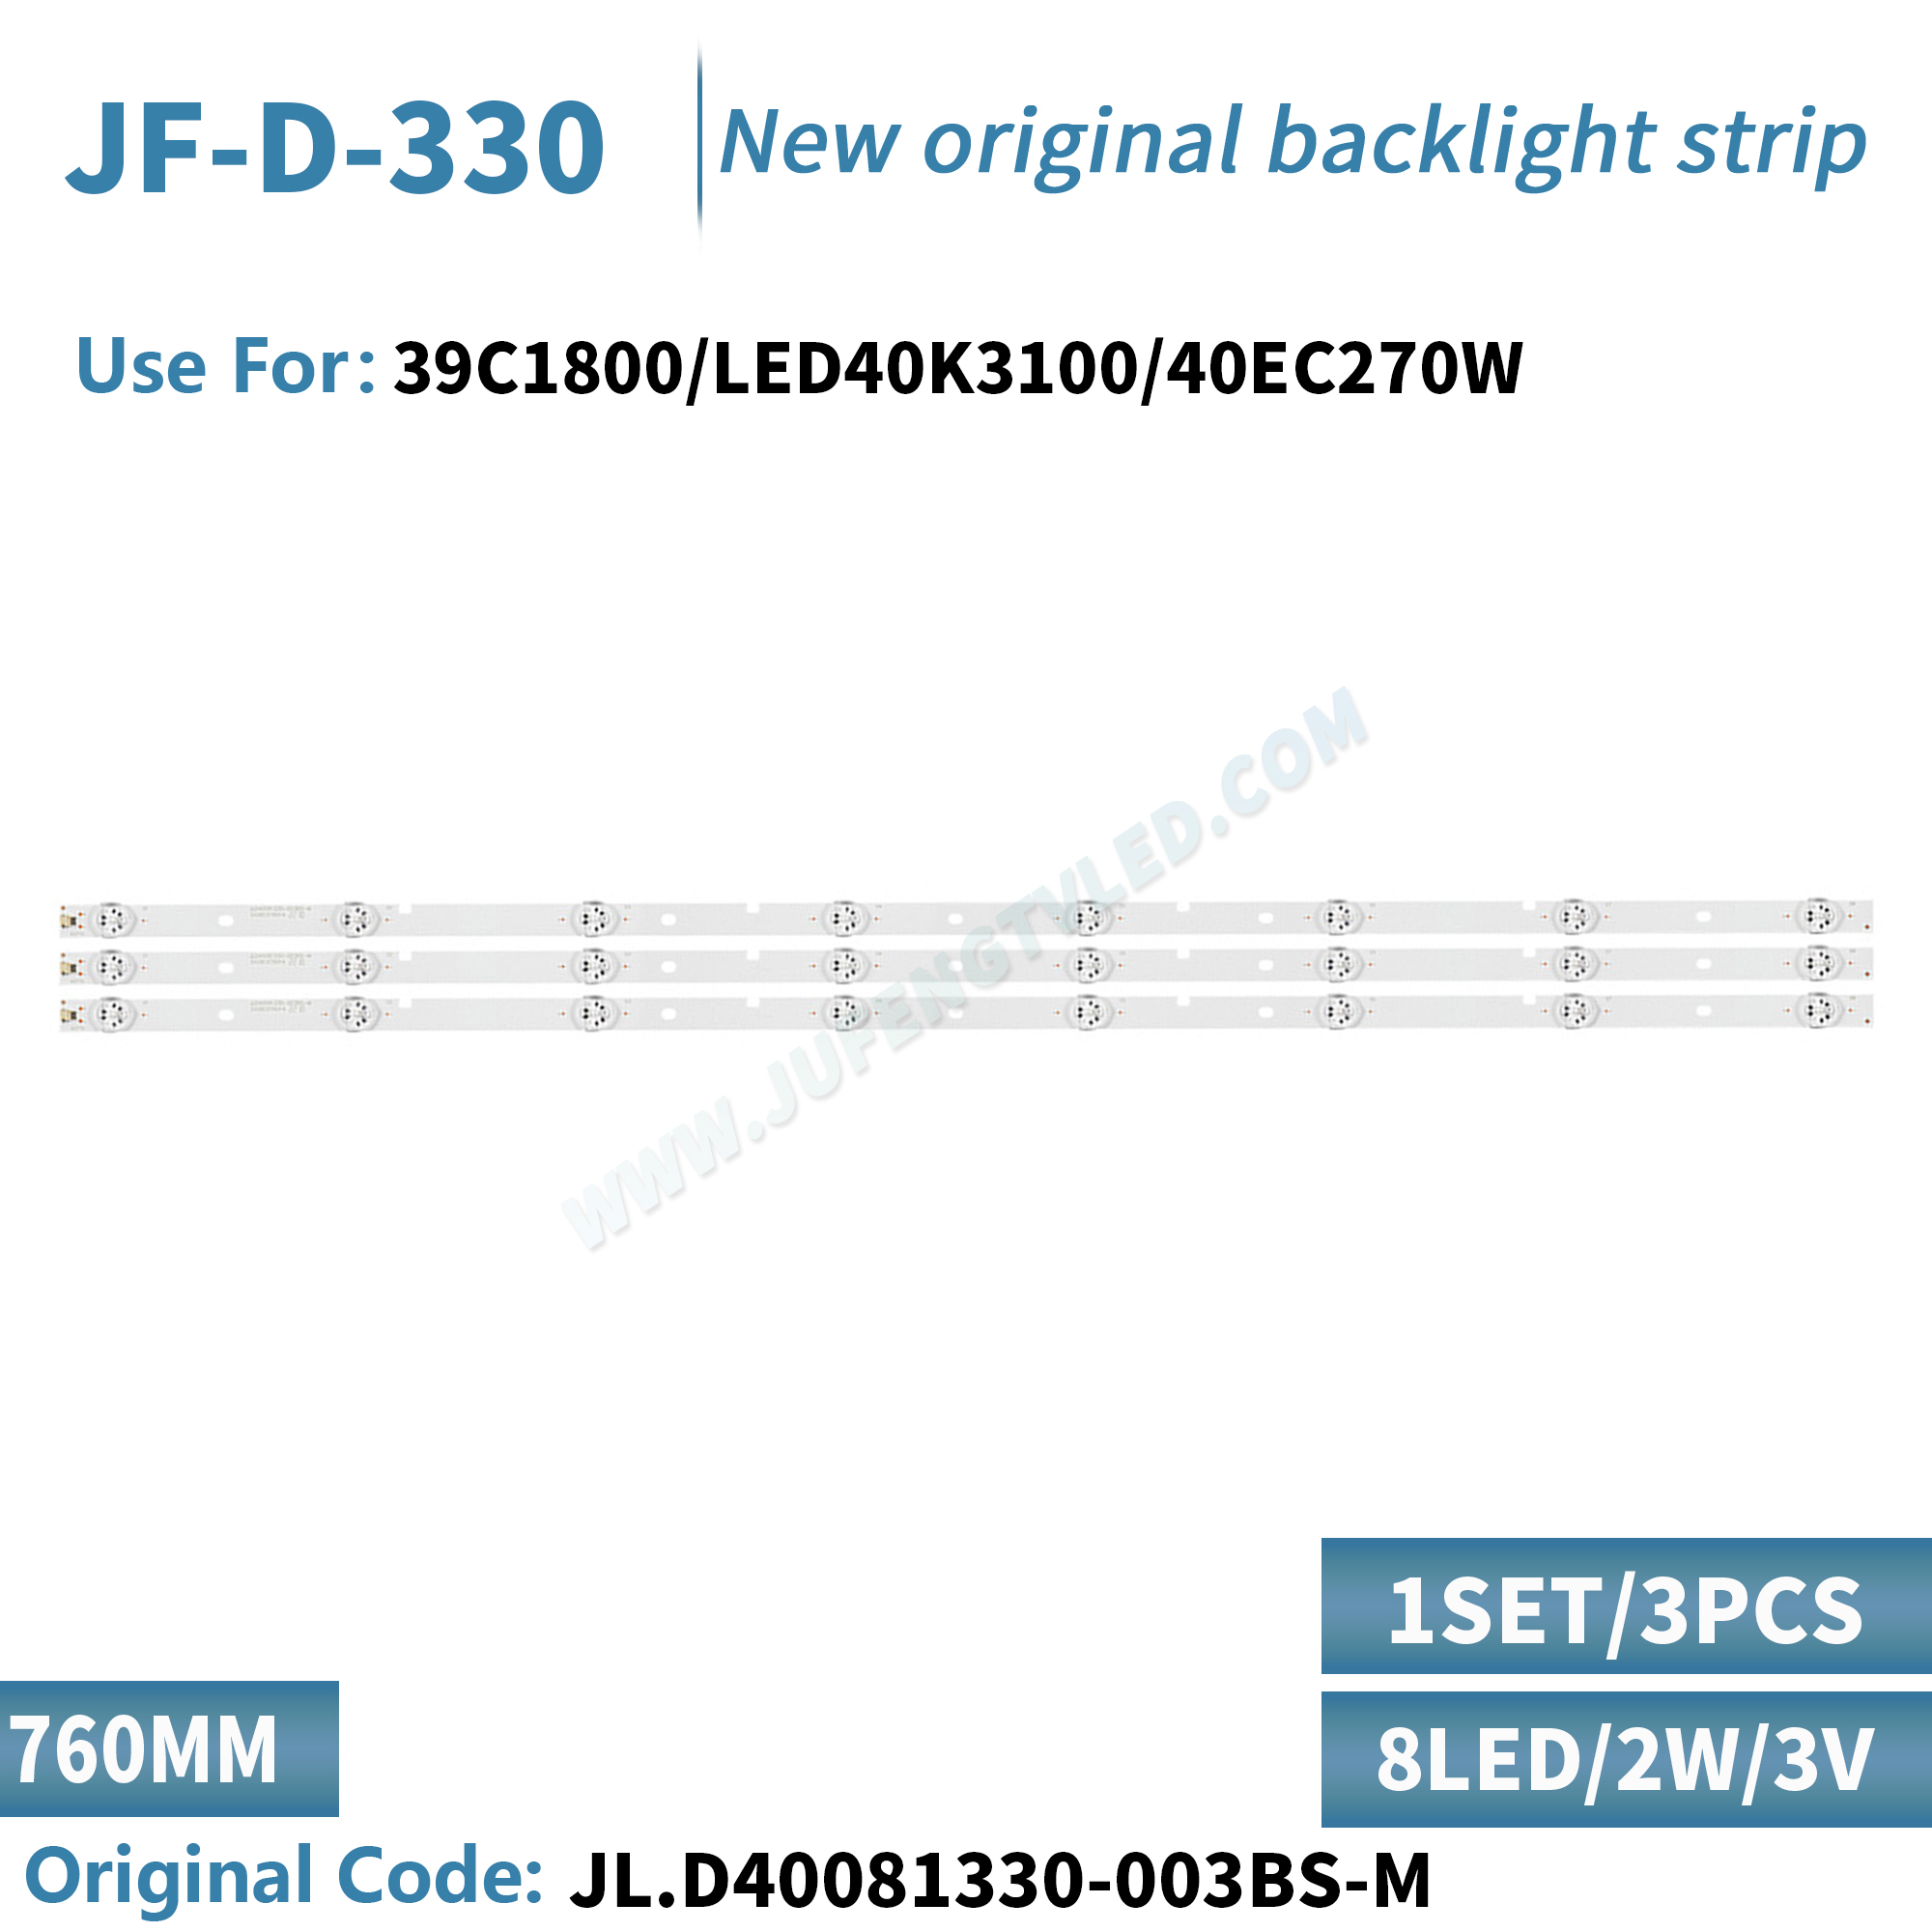 JF-D-330
New original backlight strip
Use For: 39C1800/LED40K3100/40EC270W
WWW.JUFENGTVLED.COM
1SET/3PCS
760MM
8LED/2W/3V
Original Code: JL.D40081330-003BS-M